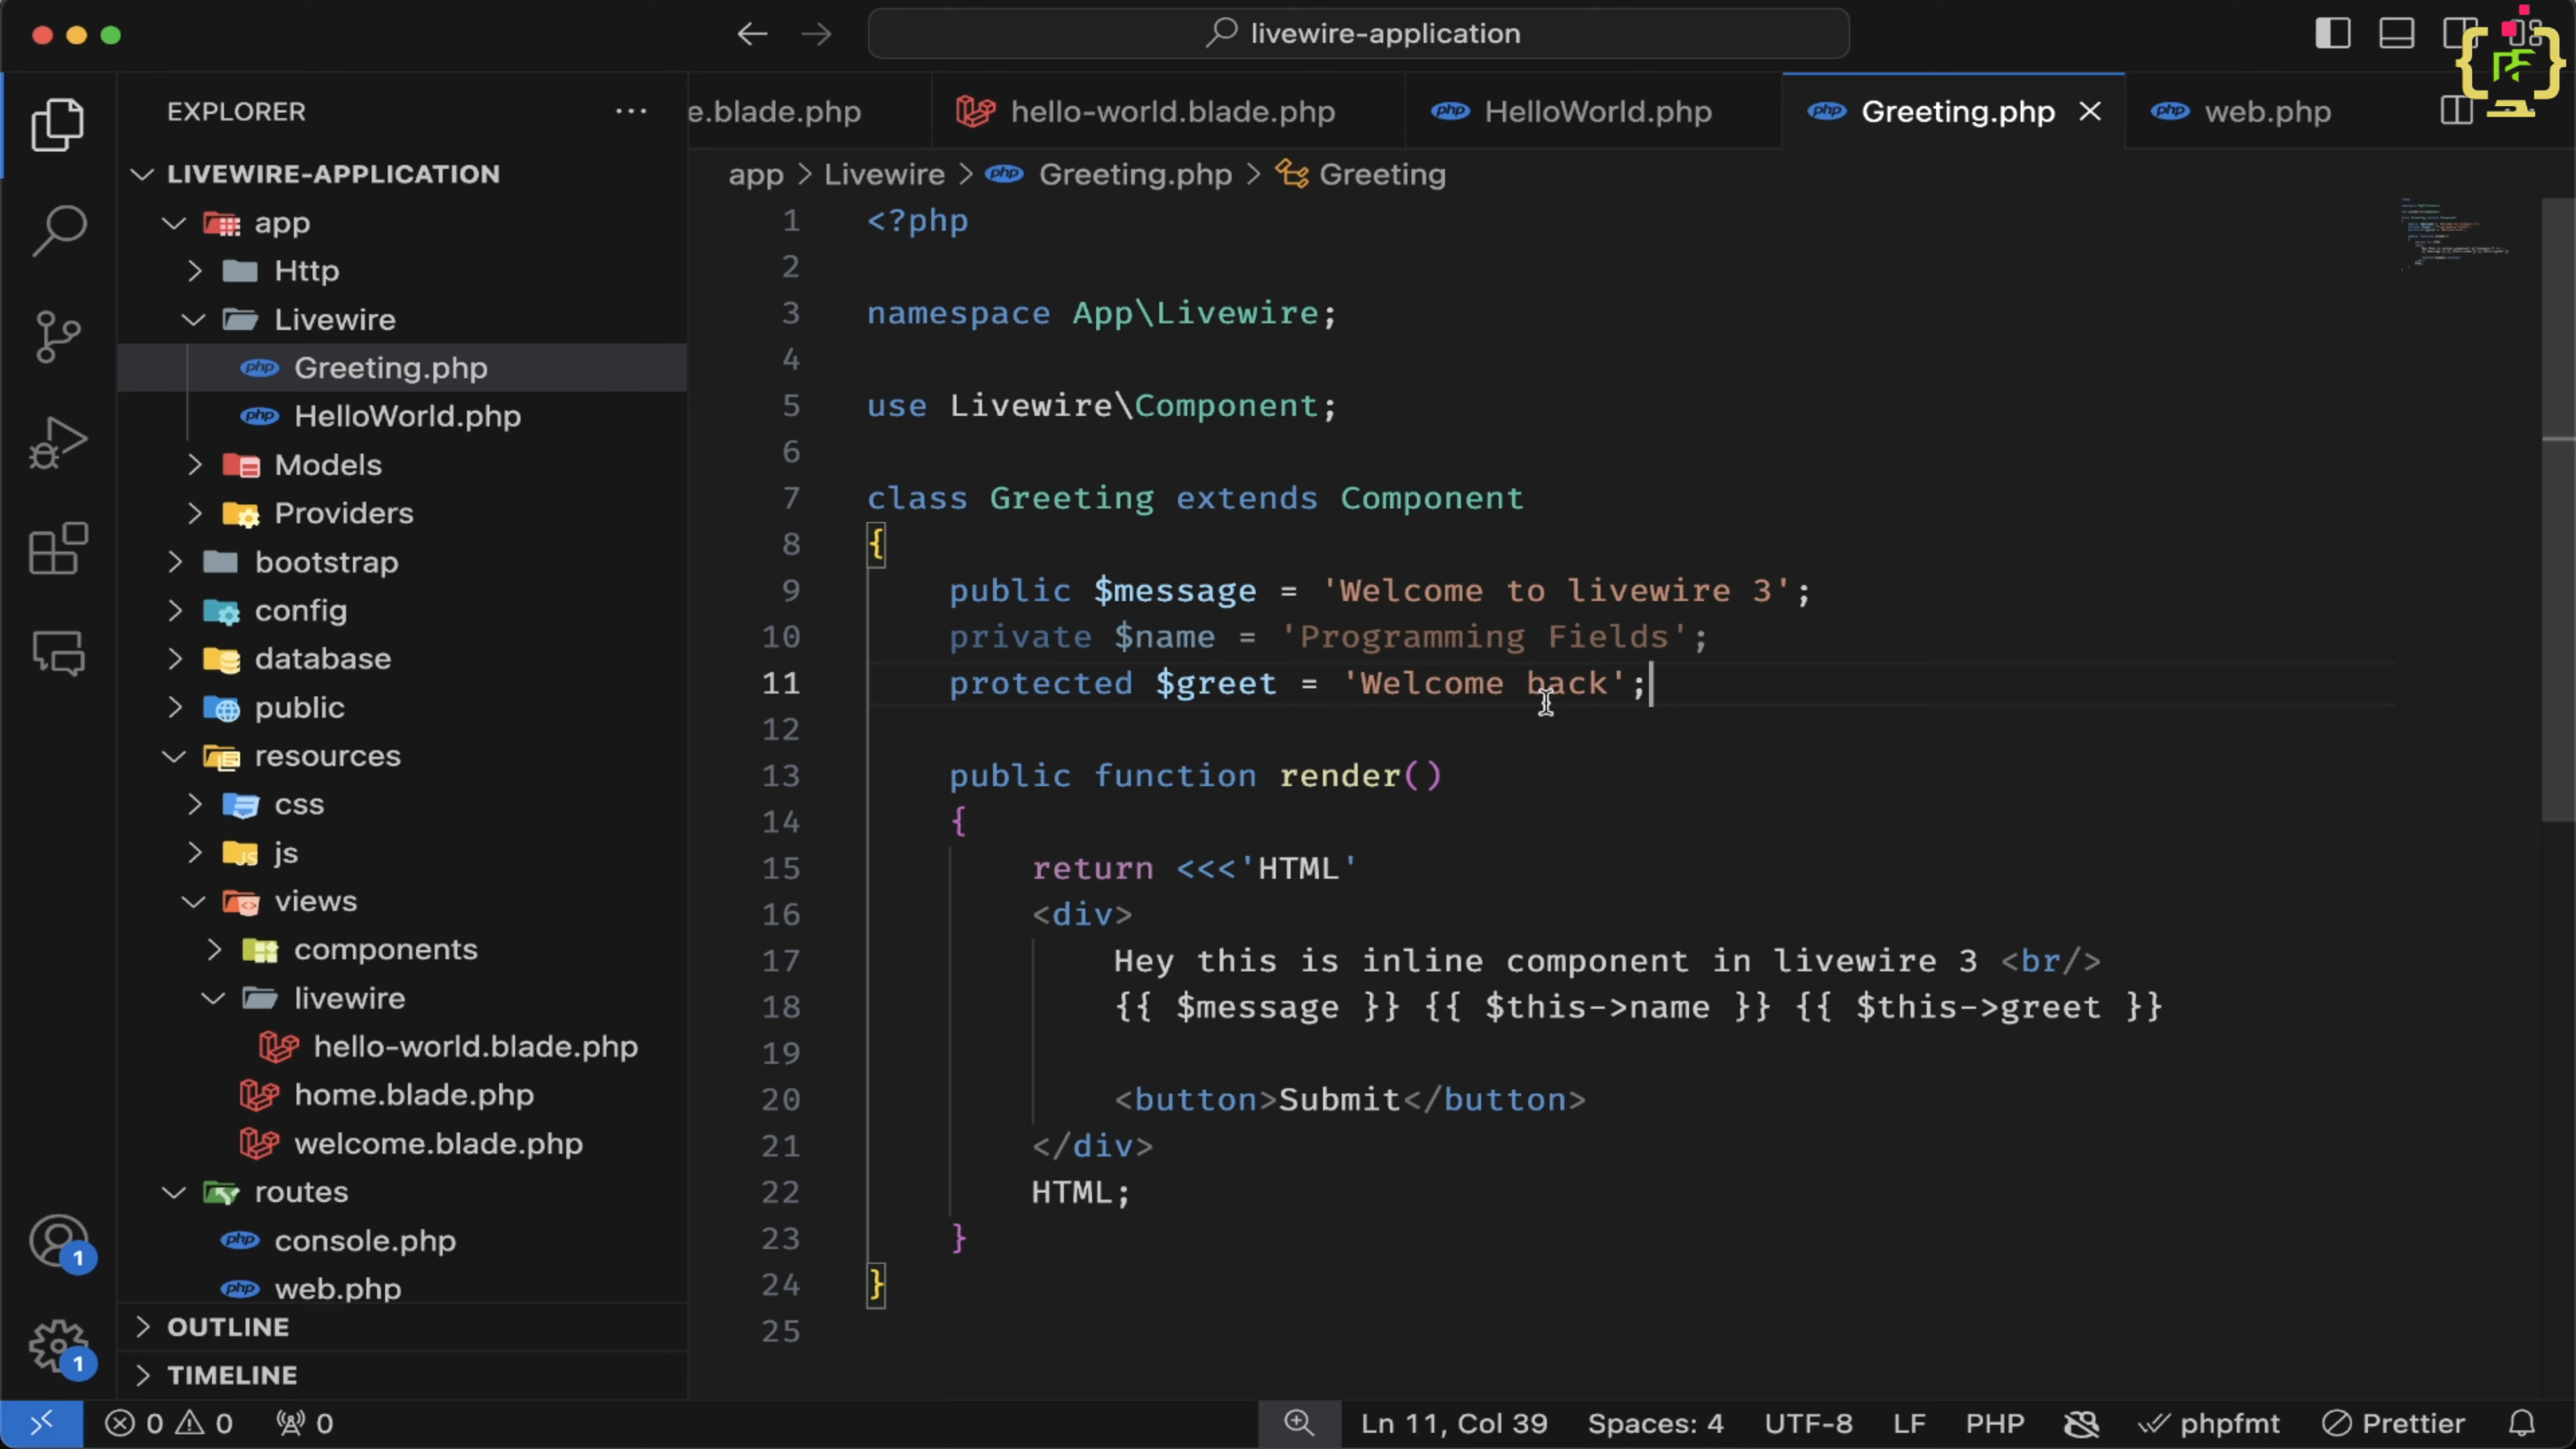 livewire-application
EXPLORER
e.blade.php
hello-world.blade.php
HelloWorld.php
Greeting.php
web.php
LIVEWIRE-APPLICATION
app
Http
Livewire
Greeting.php
HelloWorld.php
Models
Providers
bootstrap
config
database
public
resources
css
js
views
components
livewire
hello-world.blade.php
home.blade.php
welcome.blade.php
routes
console.php
web.php
OUTLINE
TIMELINE
app > Livewire > php Greeting.php > Greeting
1 <?php
2
3 namespace App\Livewire;
4
5 use Livewire\Component;
6
7 class Greeting extends Component
8 {
9 public $message = 'Welcome to livewire 3';
10 private $name = 'Programming Fields';
11 protected $greet = 'Welcome back';
12
13 public function render()
14 {
15 return <<<'HTML'
16 <div>
17 Hey this is inline component in livewire 3 <br/>
18 {{ $message }} {{ $this->name }} {{ $this->greet }}
19
20 <button>Submit</button>
21 </div>
22 HTML;
23 }
24 }
25
1
1
0 0 0
Ln 11, Col 39 Spaces: 4 UTF-8 LF PHP phpfmt Prettier